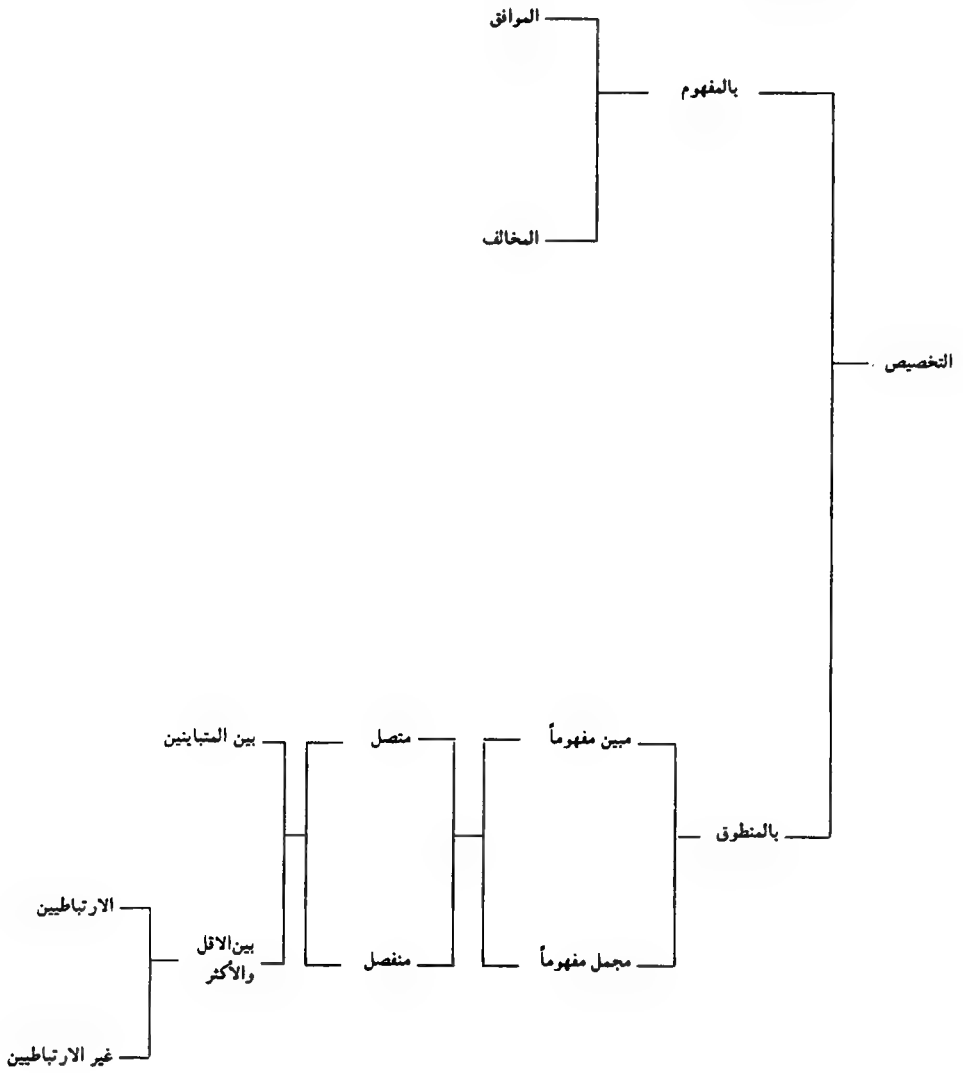 الموافق
بالمفهوم
المخالف
التخصيص
مبين مفهوماً
متصل
بين المتباينين
بالمنطوق
الارتباطيين
مجمل مفهوماً
منفصل
بين الاقل
والأكثر
غير الارتباطيين